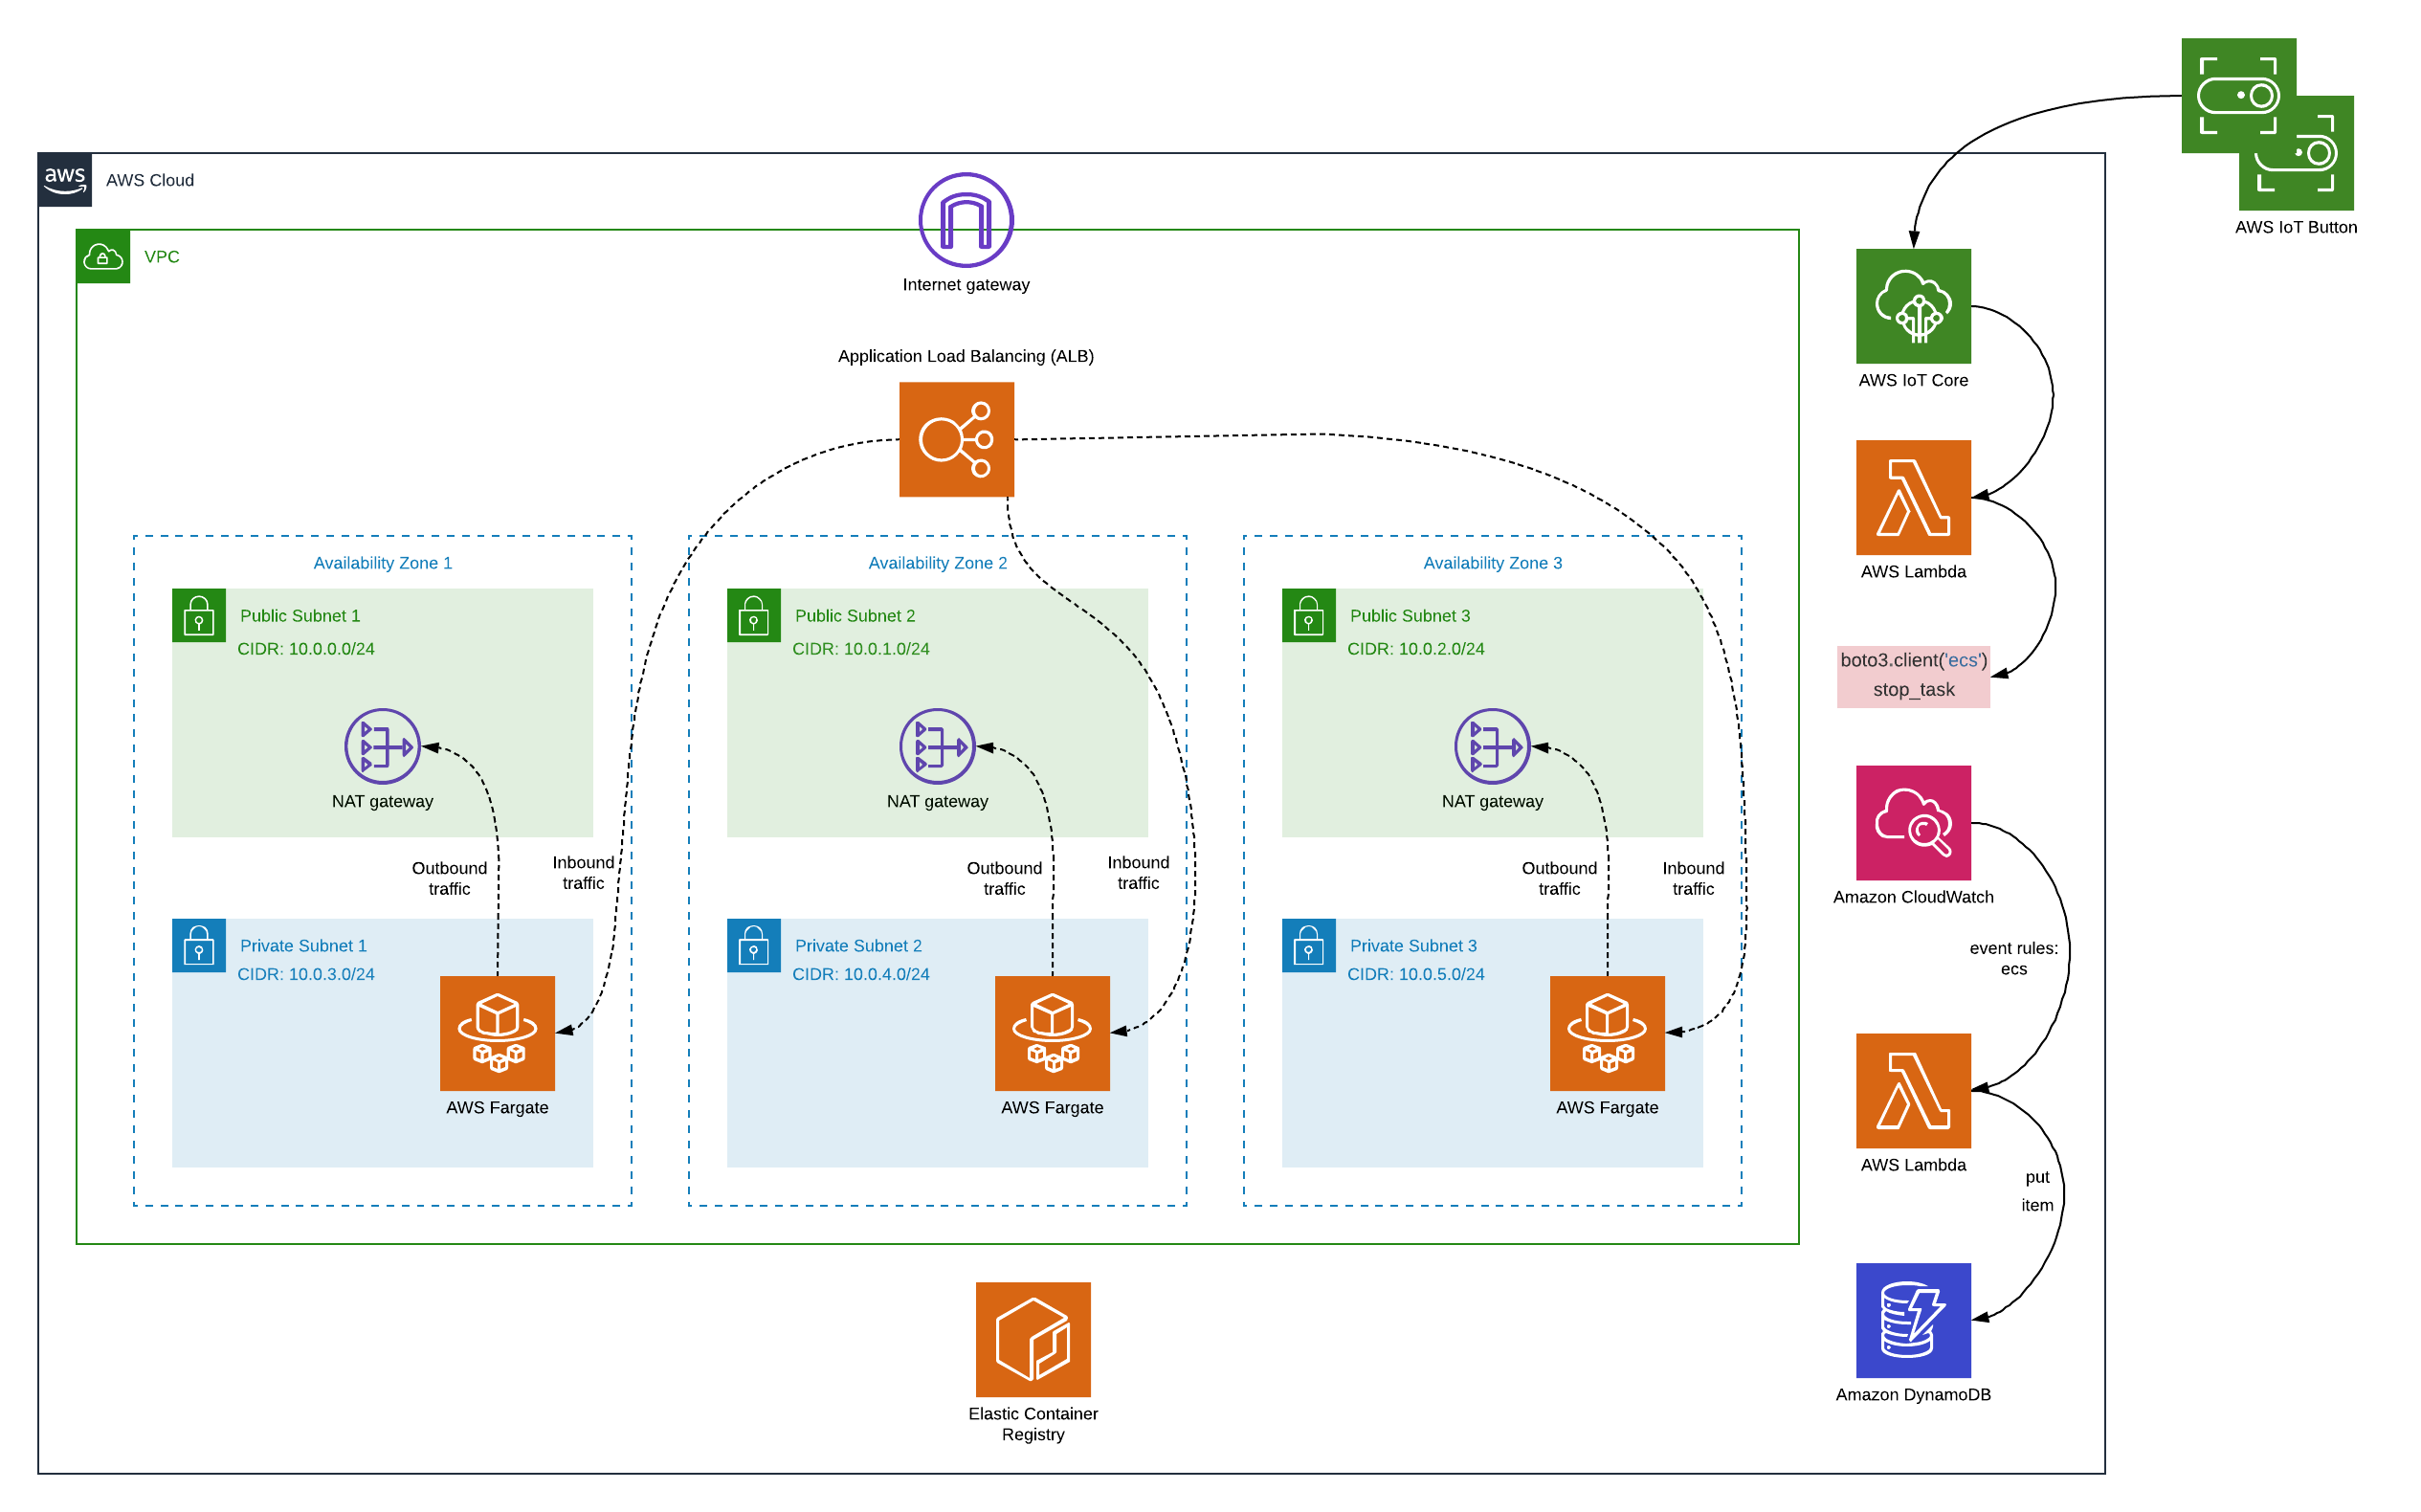 AWS IoT Button
aws
AWS Cloud
VPC
Internet gateway
Application Load Balancing (ALB)
Availability Zone 1
Public Subnet 1
CIDR: 10.0.0.0/24
NAT gateway
Outbound
traffic
Inbound
traffic
Private Subnet 1
CIDR: 10.0.3.0/24
AWS Fargate
Availability Zone 2
Public Subnet 2
CIDR: 10.0.1.0/24
NAT gateway
Outbound
traffic
Inbound
traffic
Private Subnet 2
CIDR: 10.0.4.0/24
AWS Fargate
Availability Zone 3
Public Subnet 3
CIDR: 10.0.2.0/24
NAT gateway
Outbound
traffic
Inbound
traffic
Private Subnet 3
CIDR: 10.0.5.0/24
AWS Fargate
Elastic Container
Registry
AWS IoT Core
AWS Lambda
boto3.client('ecs')
stop_task
Amazon CloudWatch
event rules:
ecs
AWS Lambda
put
item
Amazon DynamoDB